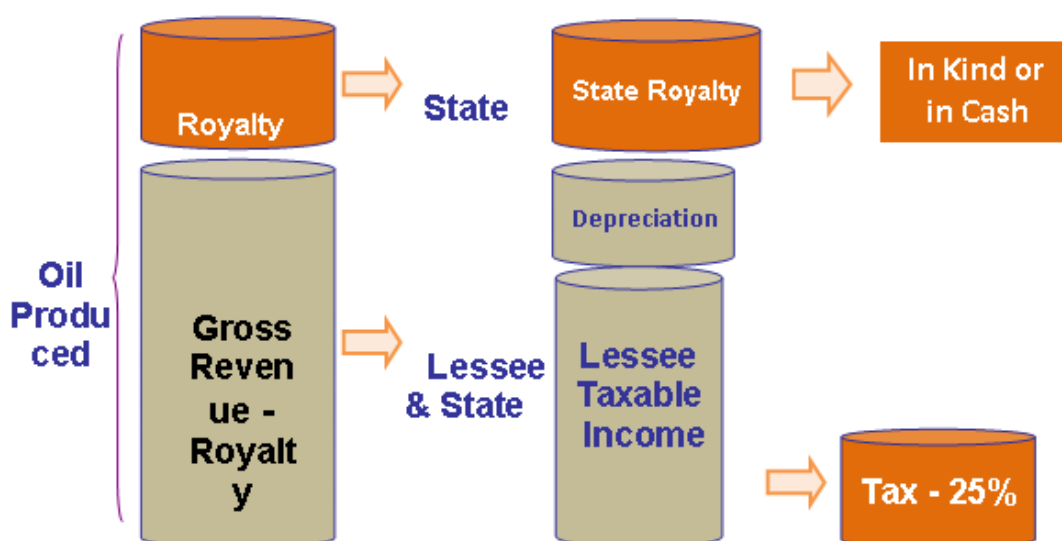 Royalty
State
State Royalty
In Kind or
in Cash
Depreciation
Oil
Produ
ced
Gross
Reven
ue -
Royalt
y
Lessee
& State
Lessee
Taxable
Income
Tax - 25%